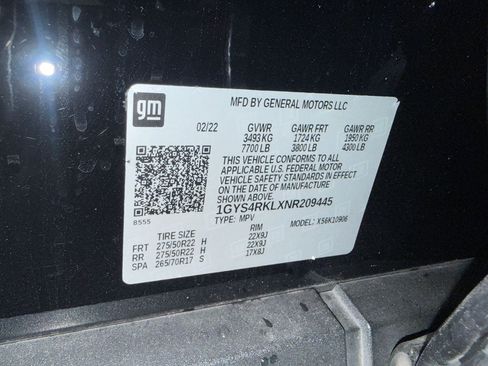 gm
MFD BY GENERAL MOTORS LLC
02/22 GVWR GAWR FRT GAWR RR
3493 KG 1724 KG 1950 KG
7700 LB 3800 LB 4300 LB
THIS VEHICLE CONFORMS TO ALL
APPLICABLE U.S. FEDERAL MOTOR
VEHICLE SAFETY STANDARDS IN
EFFECT ON THE DATE OF
MANUFACTURE SHOWN ABOVE.
1GYS4RKLXNR209445
8555 TYPE: MPV MODEL: XS6K10906
TIRE SIZE RIM
FRT 275/50R22 H 22X9J
RR 275/50R22 H 22X9J
SPA 265/70R17 S 17X8J